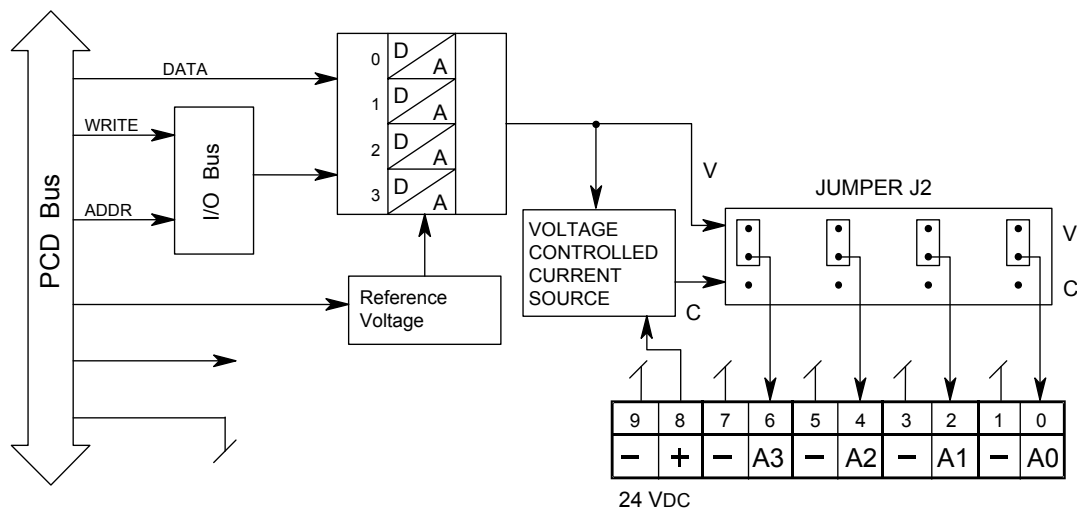 DATA
WRITE
ADDR
PCD Bus
I/O Bus
0 D A
1 D A
2 D A
3 D A
Reference
Voltage
V
VOLTAGE
CONTROLLED
CURRENT
SOURCE
C
JUMPER J2
V
C
9 8 7 6 5 4 3 2 1 0
– + – A3 – A2 – A1 – A0
24 VDC